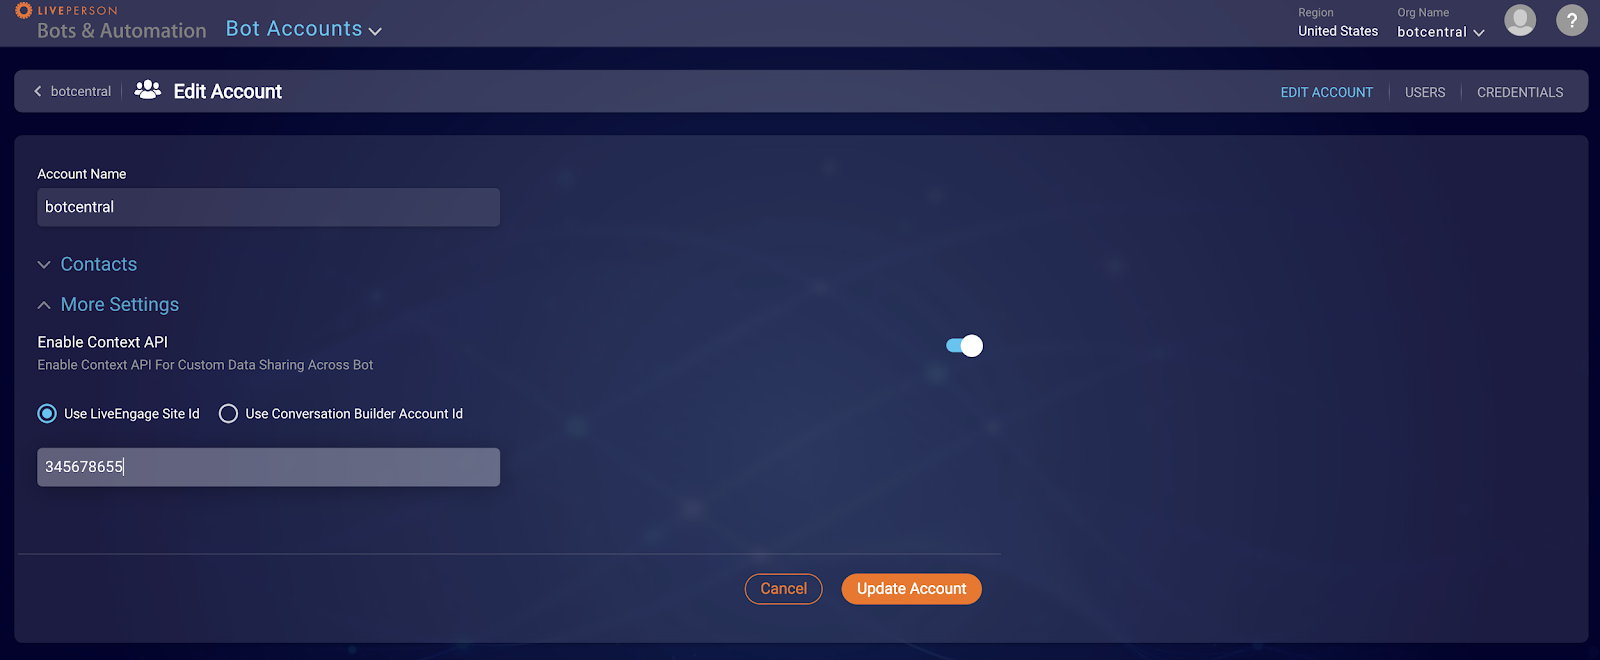 LIVEPERSON
Bots & Automation
Bot Accounts
Region
United States
Org Name
botcentral
?
botcentral
Edit Account
EDIT ACCOUNT
USERS
CREDENTIALS
Account Name
botcentral
Contacts
More Settings
Enable Context API
Enable Context API For Custom Data Sharing Across Bot
Use LiveEngage Site Id
Use Conversation Builder Account Id
345678655
Cancel
Update Account